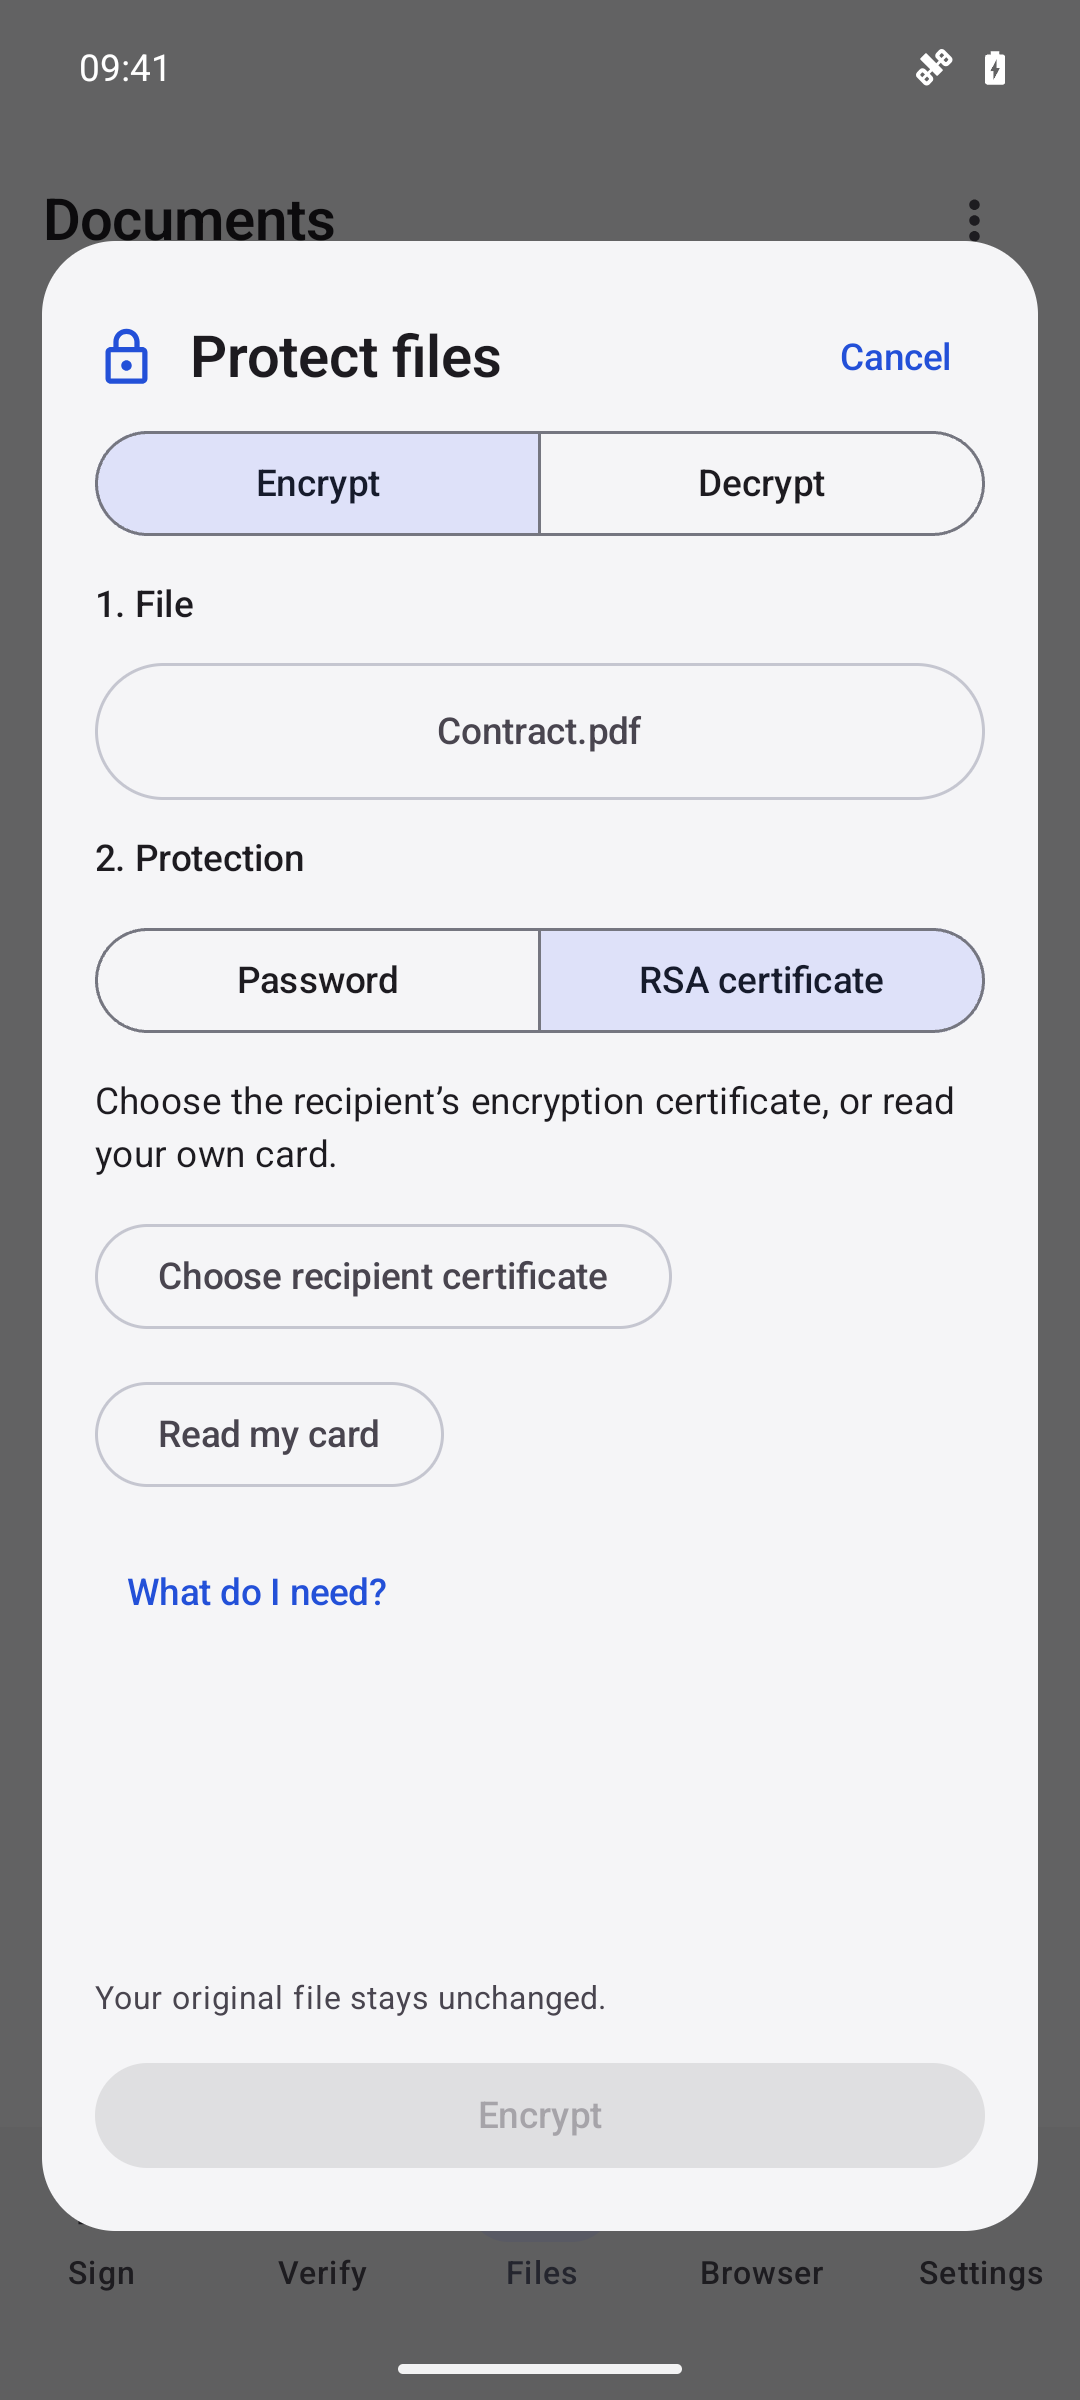 09:41
Documents
Protect files
Cancel
Encrypt
Decrypt
1. File
Contract.pdf
2. Protection
Password
RSA certificate
Choose the recipient’s encryption certificate, or read
your own card.
Choose recipient certificate
Read my card
What do I need?
Your original file stays unchanged.
Encrypt
Sign
Verify
Files
Browser
Settings